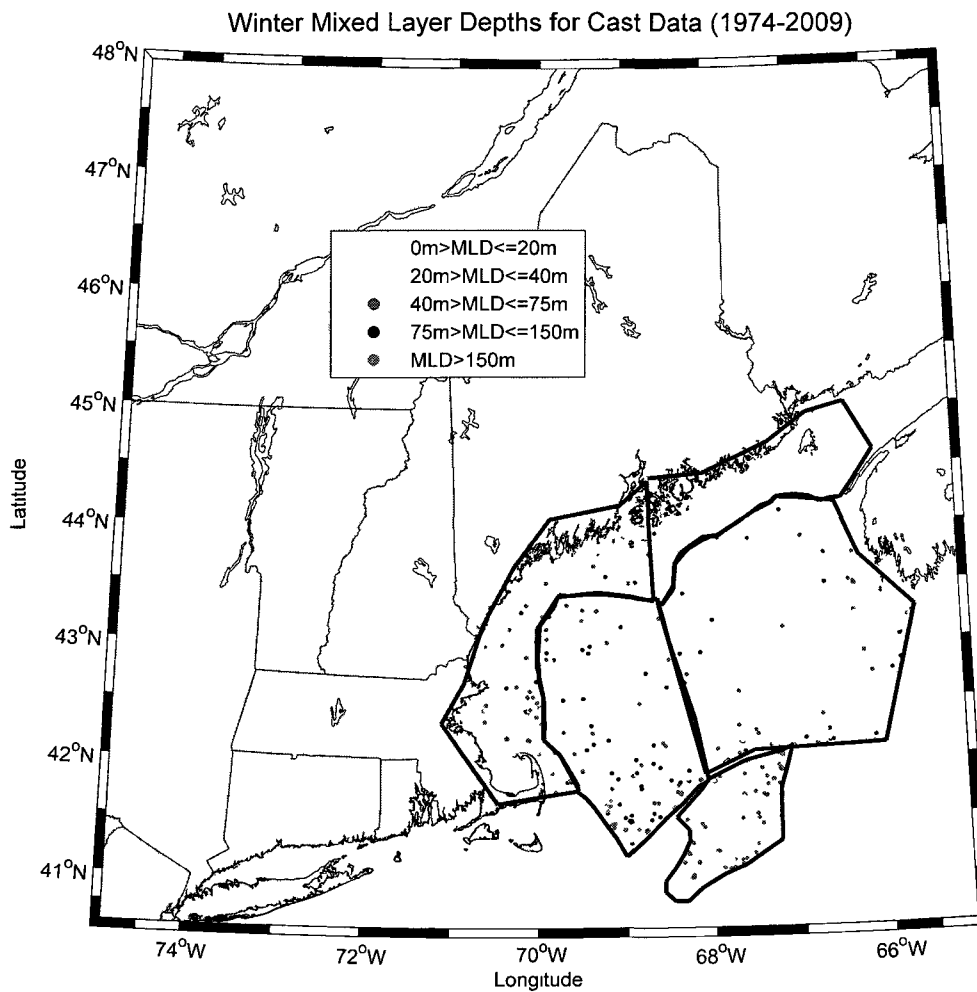 Winter Mixed Layer Depths for Cast Data (1974-2009)
48°N
47°N
46°N
45°N
44°N
43°N
42°N
41°N
Latitude
0m>MLD<=20m
20m>MLD<=40m
40m>MLD<=75m
75m>MLD<=150m
MLD>150m
74°W
72°W
70°W
68°W
66°W
Longitude